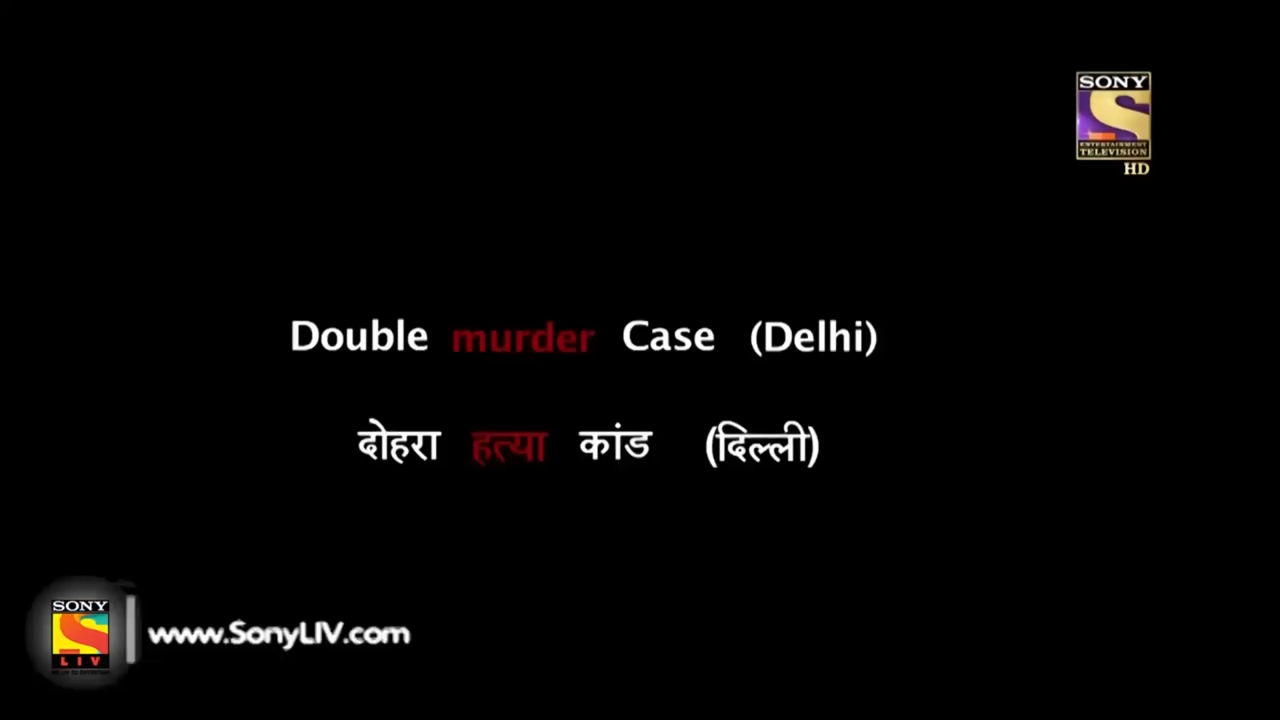 SONY
ENTERTAINMENT
TELEVISION
HD
Double murder Case (Delhi)
दोहरा हत्या कांड (दिल्ली)
SONY
LIV
www.SonyLIV.com